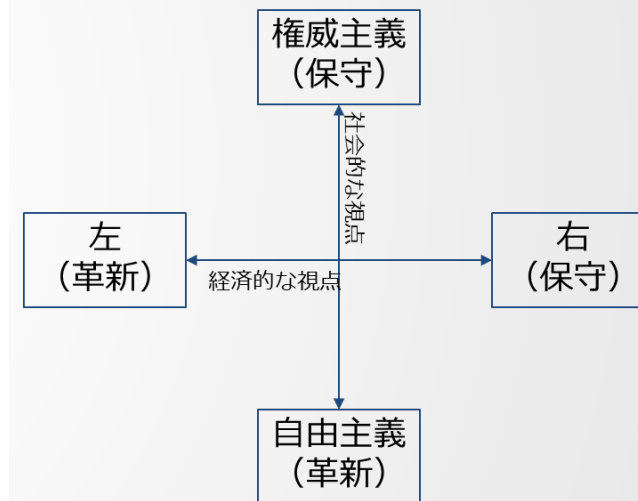 権威主義
（保守）
社会的な視点
左
（革新）
経済的な視点
右
（保守）
自由主義
（革新）